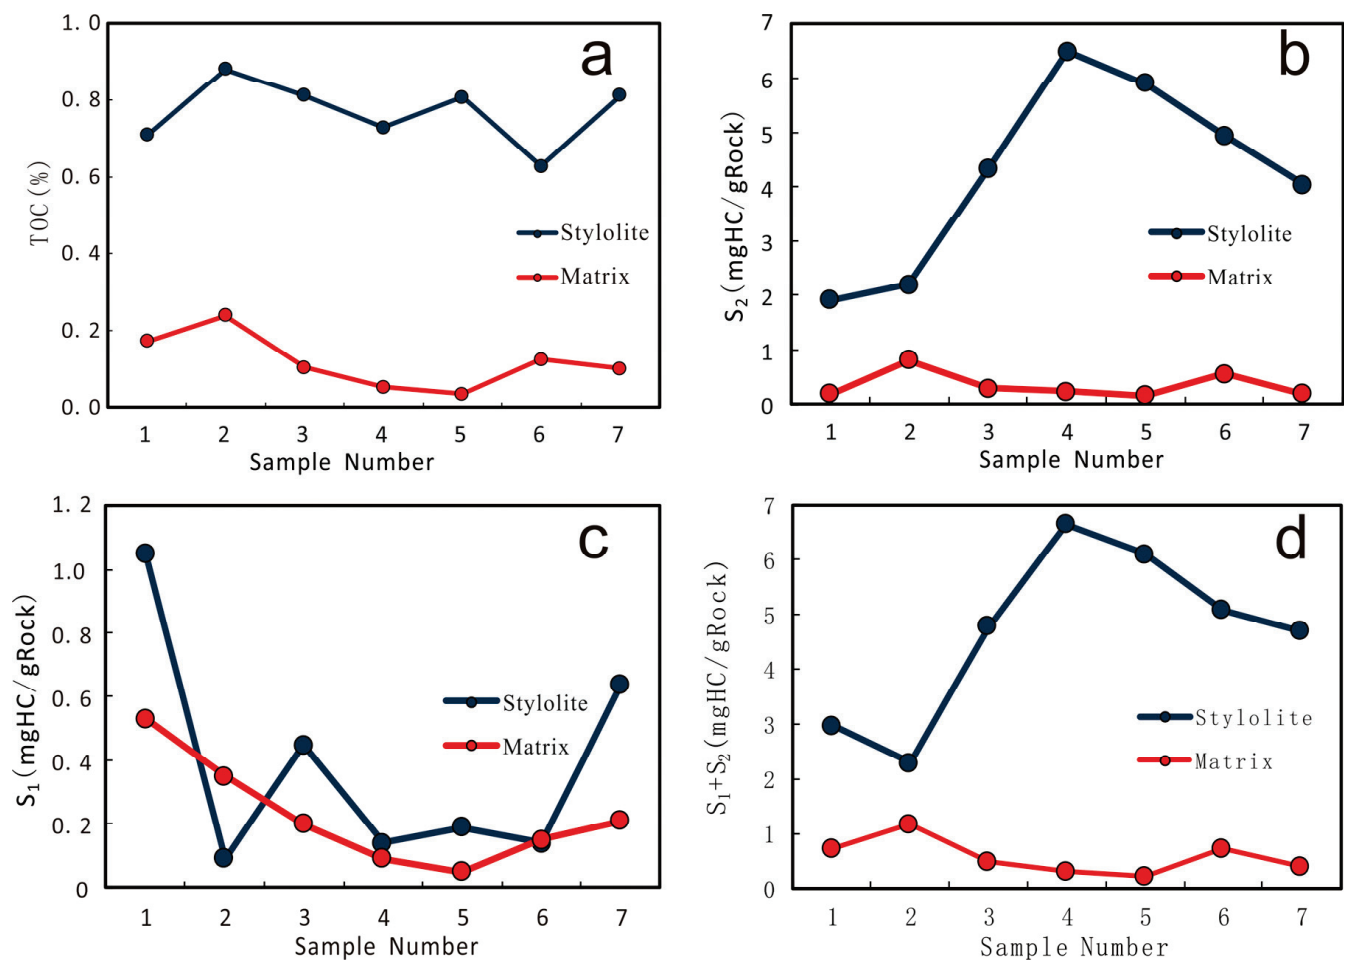 a
1. 0
0. 8
0. 6
0. 4
0. 2
0. 0
TOC (%)
Stylolite
Matrix
1 2 3 4 5 6 7
Sample Number
b
7
6
5
4
3
2
1
0
S₂ (mgHC/gRock)
Stylolite
Matrix
1 2 3 4 5 6 7
Sample Number
c
1. 2
1.0
0.8
0.6
0.4
0.2
0
S₁ (mgHC/gRock)
Stylolite
Matrix
1 2 3 4 5 6 7
Sample Number
d
7
6
5
4
3
2
1
0
S₁+S₂ (mgHC/gRock)
Stylolite
Matrix
1 2 3 4 5 6 7
Sample Number